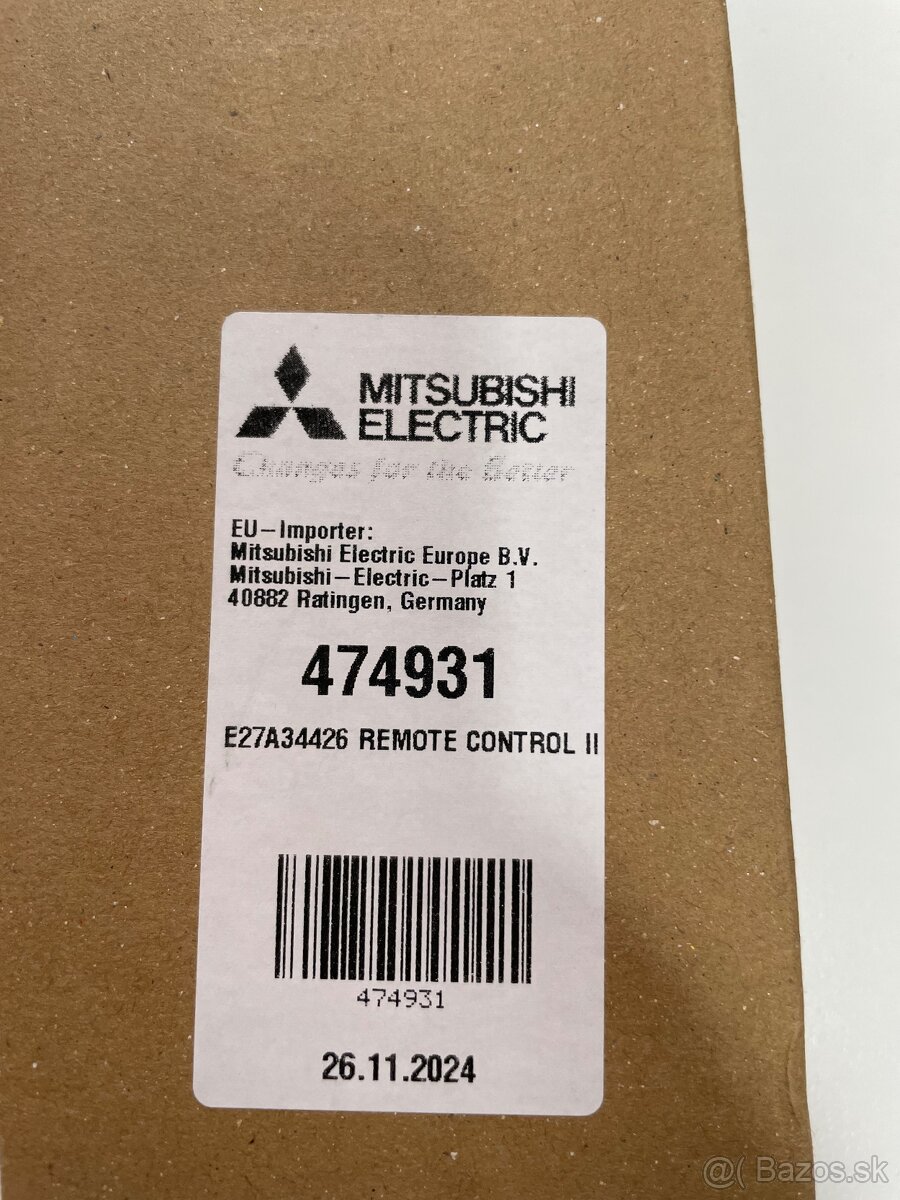 MITSUBISHI
ELECTRIC
Changes for the Better
EU-Importer:
Mitsubishi Electric Europe B.V.
Mitsubishi-Electric-Platz 1
40882 Ratingen, Germany
474931
E27A34426 REMOTE CONTROL II
474931
26.11.2024
@( Bazos.sk